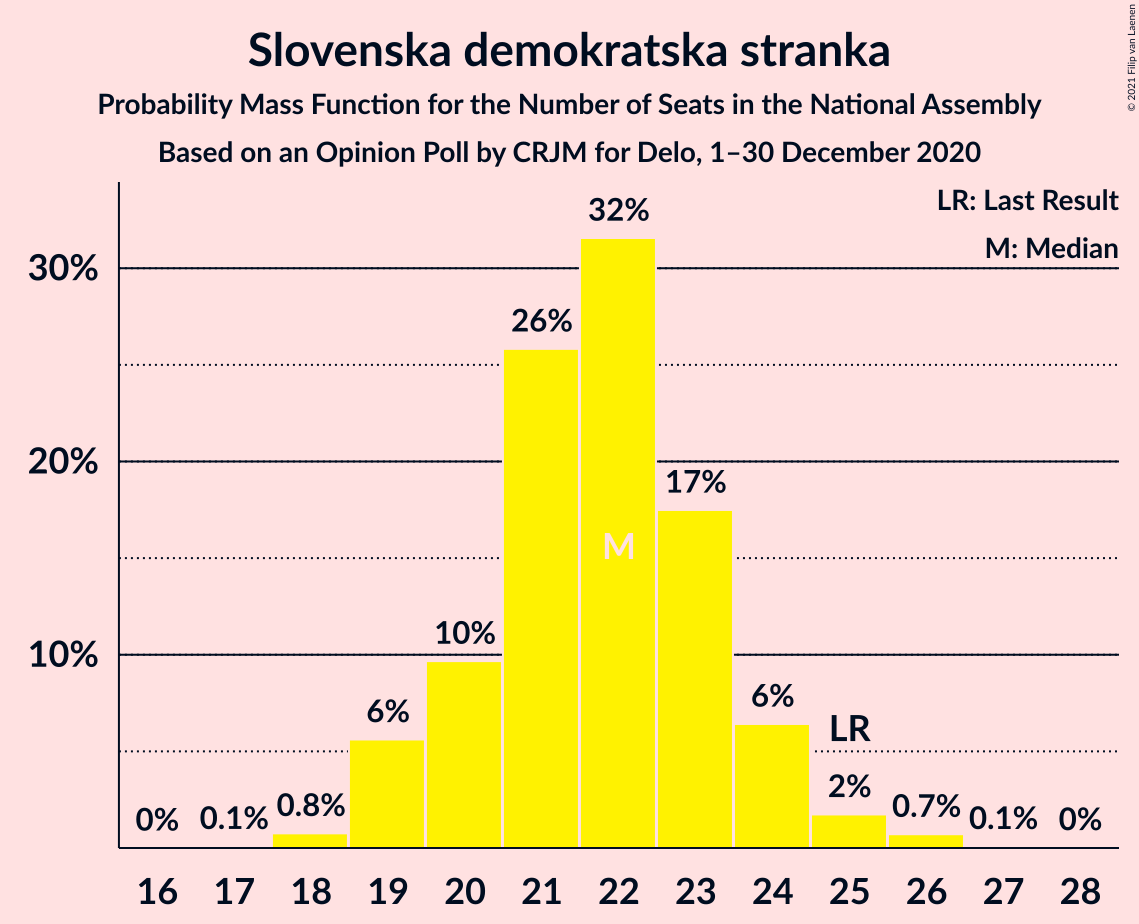 Slovenska demokratska stranka
Probability Mass Function for the Number of Seats in the National Assembly
Based on an Opinion Poll by CRJM for Delo, 1–30 December 2020
© 2021 Filip van Laenen
LR: Last Result
M: Median
30%
20%
10%
0%
0.1%
0.8%
6%
10%
26%
32%
17%
6%
2%
0.7%
0.1%
0%
M
LR
16 17 18 19 20 21 22 23 24 25 26 27 28